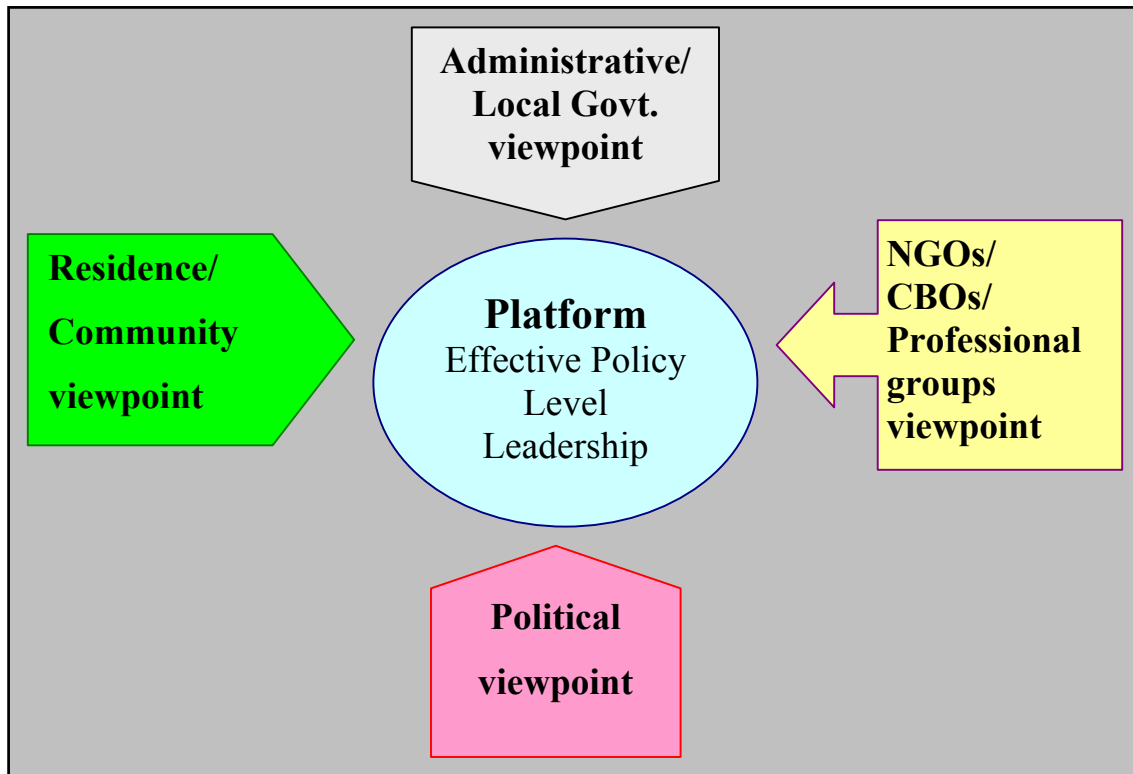 Administrative/
Local Govt.
viewpoint
Residence/
Community
viewpoint
Platform
Effective Policy
Level
Leadership
NGOs/
CBOs/
Professional
groups
viewpoint
Political
viewpoint